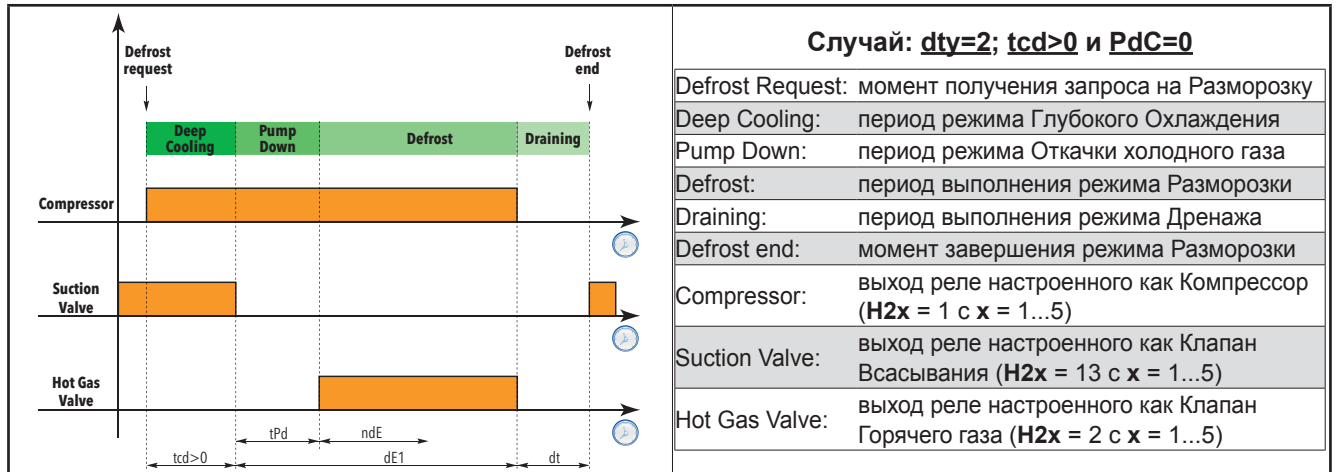 Defrost
request
Defrost
end
Deep
Cooling
Pump
Down
Defrost
Draining
Compressor
Suction
Valve
Hot Gas
Valve
tPd
ndE
tcd>0
dE1
dt
Случай: dty=2; tcd>0 и PdC=0
Defrost Request: момент получения запроса на Разморозку
Deep Cooling: период режима Глубокого Охлаждения
Pump Down: период режима Откачки холодного газа
Defrost: период выполнения режима Разморозки
Draining: период выполнения режима Дренажа
Defrost end: момент завершения режима Разморозки
Compressor: выход реле настроенного как Компрессор
(H2x = 1 с x = 1...5)
Suction Valve: выход реле настроенного как Клапан
Всасывания (H2x = 13 с x = 1...5)
Hot Gas Valve: выход реле настроенного как Клапан
Горячего газа (H2x = 2 с x = 1...5)